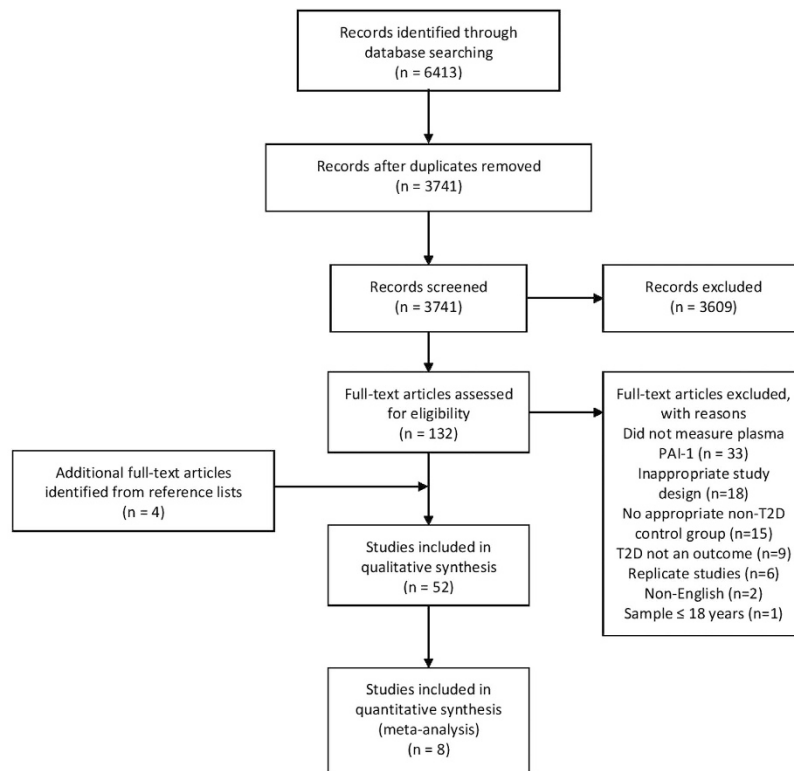 Records identified through
database searching
(n = 6413)
Records after duplicates removed
(n = 3741)
Records screened
(n = 3741)
Records excluded
(n = 3609)
Full-text articles assessed
for eligibility
(n = 132)
Full-text articles excluded,
with reasons
Did not measure plasma
PAI-1 (n = 33)
Inappropriate study
design (n=18)
No appropriate non-T2D
control group (n=15)
T2D not an outcome (n=9)
Replicate studies (n=6)
Non-English (n=2)
Sample ≤ 18 years (n=1)
Additional full-text articles
identified from reference lists
(n = 4)
Studies included in
qualitative synthesis
(n = 52)
Studies included in
quantitative synthesis
(meta-analysis)
(n = 8)